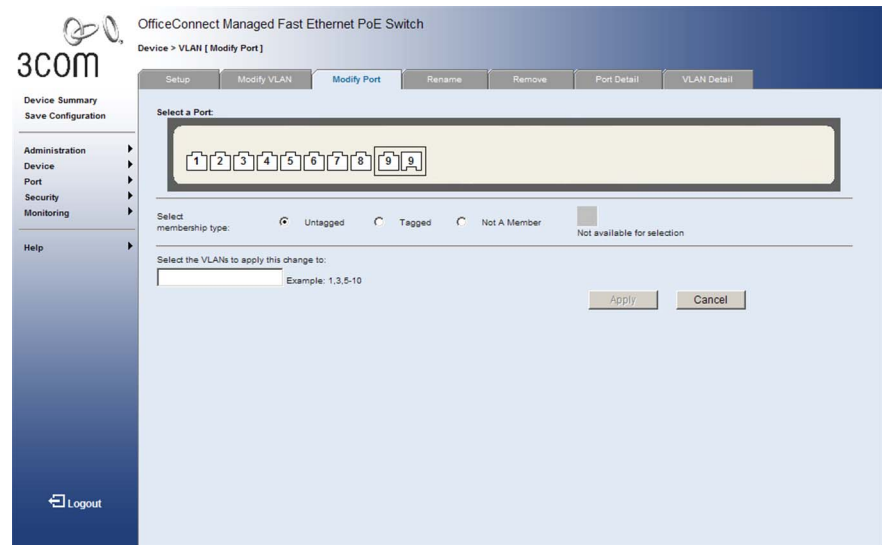 3COM
OfficeConnect Managed Fast Ethernet PoE Switch
Device > VLAN [ Modify Port ]
Setup Modify VLAN Modify Port Rename Remove Port Detail VLAN Detail
Device Summary
Save Configuration
Administration
Device
Port
Security
Monitoring
Help
Logout
Select a Port:
1 2 3 4 5 6 7 8 9 9
Select
membership type:
Untagged Tagged Not A Member
Not available for selection
Select the VLANs to apply this change to:
Example: 1,3,5-10
Apply Cancel